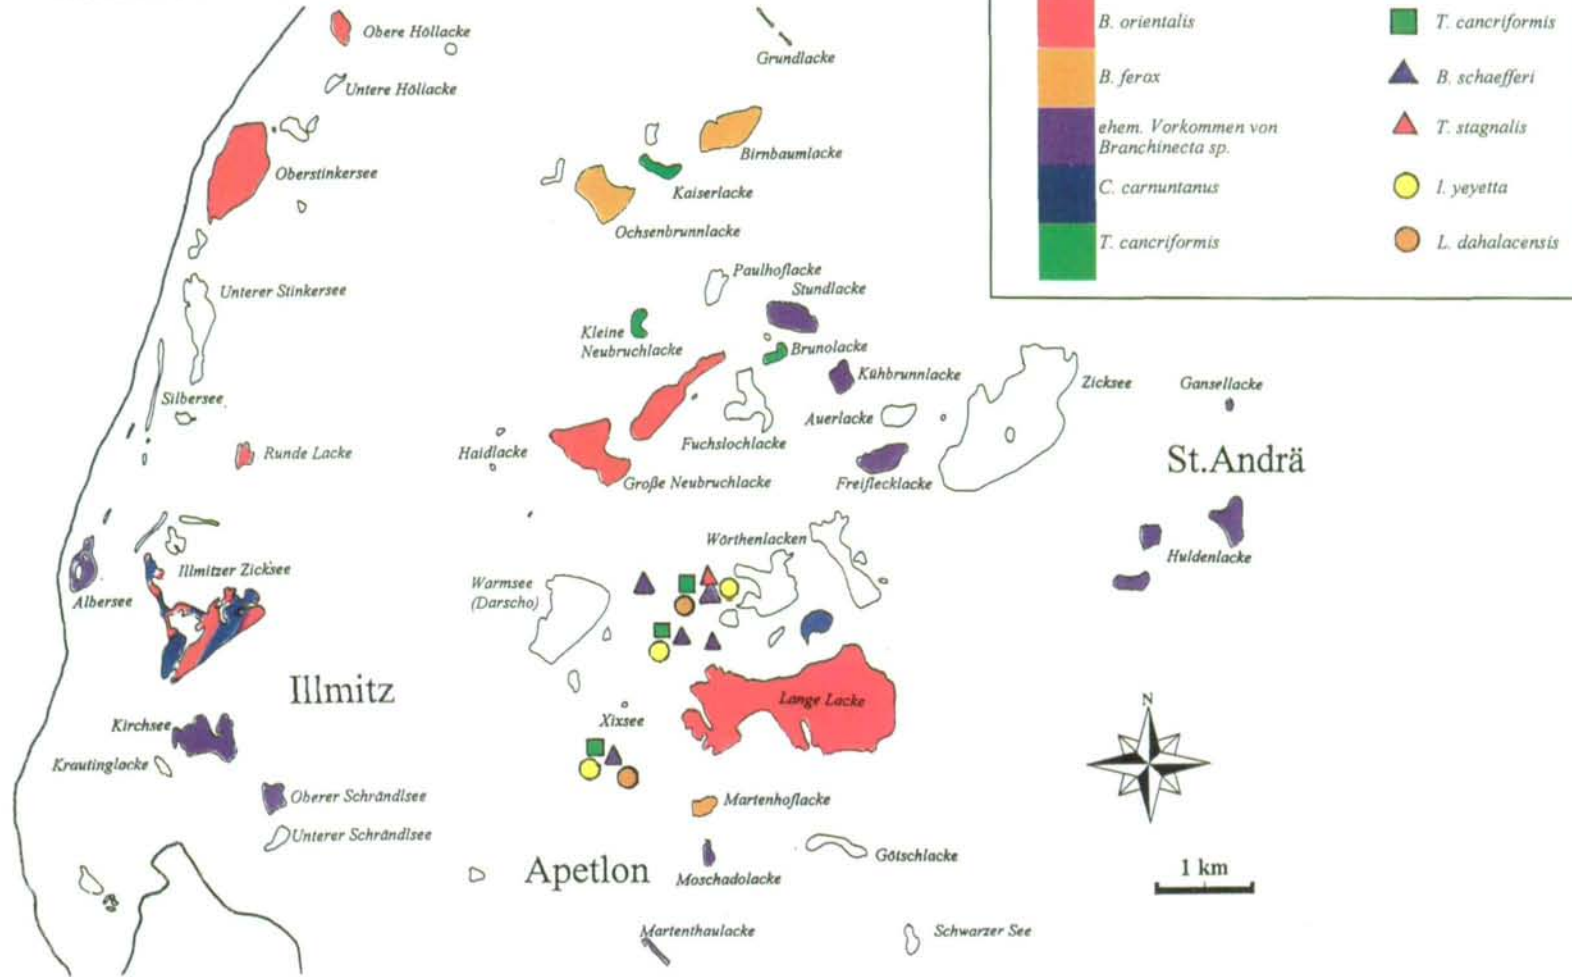 Obere Höllacke
Untere Höllacke
Oberstinkersee
Unterer Stinkersee
Silbersee
Runde Lacke
Albersee
Illmitzer Zicksee
Illmitz
Kirchsee
Krautinglacke
Oberer Schrändlsee
Unterer Schrändlsee
Grundlacke
Birnbaumlacke
Kaiserlacke
Ochsenbrunnlacke
Paulhoflacke
Stundlacke
Kleine
Neubruchlacke
Brunolacke
Kühbrunnlacke
Zicksee
Gansellacke
Auerlacke
Fuchslochlacke
Haidlacke
Große Neubruchlacke
Freiflecklacke
St.Andrä
Huldenlacke
Wörthenlacken
Warmsee
(Darscho)
Lange Lacke
Xixsee
Martenhoflacke
Götschlacke
Apetlon
Moschadolacke
Martenthaulacke
Schwarzer See
B. orientalis
B. ferox
ehem. Vorkommen von
Branchinecta sp.
C. carnuntanus
T. cancriformis
T. cancriformis
B. schaefferi
T. stagnalis
I. yeyetta
L. dahalacensis
N
1 km